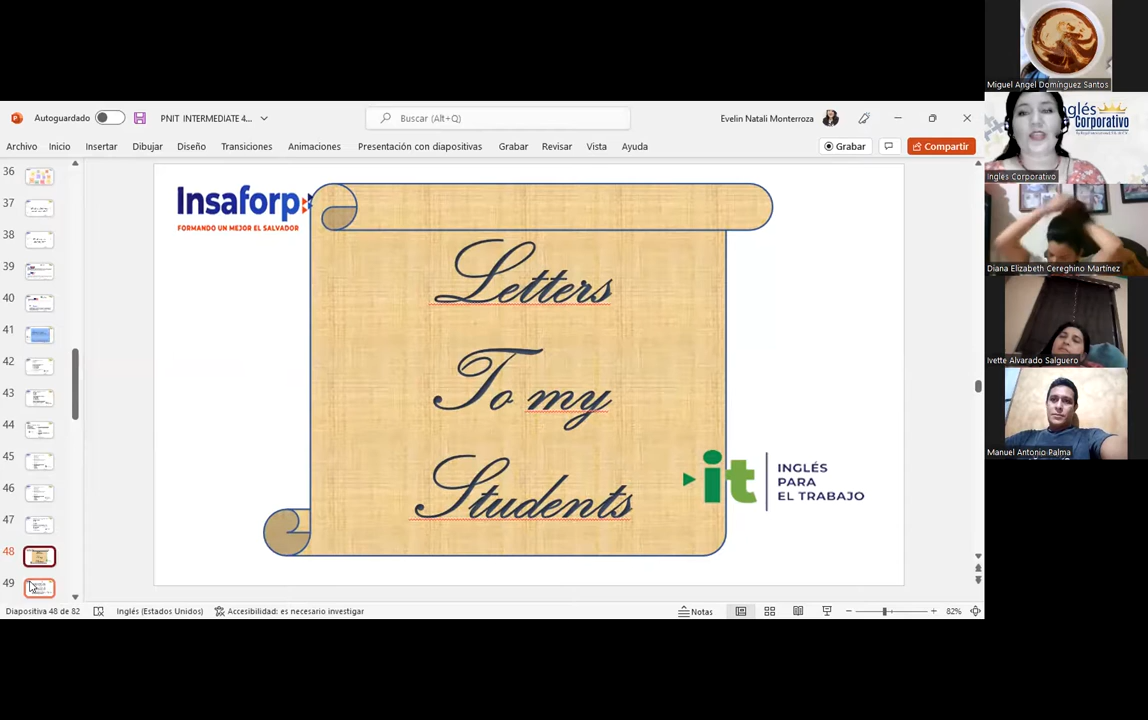 Autoguardado
PNIT INTERMEDIATE 4...
Buscar (Alt+Q)
Evelin Natali Monterroza
Archivo Inicio Insertar Dibujar Diseño Transiciones Animaciones Presentación con diapositivas Grabar Revisar Vista Ayuda
Grabar
Compartir
36
37
38
39
40
41
42
43
44
45
46
47
48
49
Insaforp
FORMANDO UN MEJOR EL SALVADOR
Letters
To my
Students
it
INGLÉS
PARA
EL TRABAJO
Diapositiva 48 de 82
Inglés (Estados Unidos)
Accesibilidad: es necesario investigar
Notas
82%
Miguel Angel Domínguez Santos
Inglés
Corporativo
Inglés Corporativo
Diana Elizabeth Cereghino Martínez
Ivette Alvarado Salguero
Manuel Antonio Palma